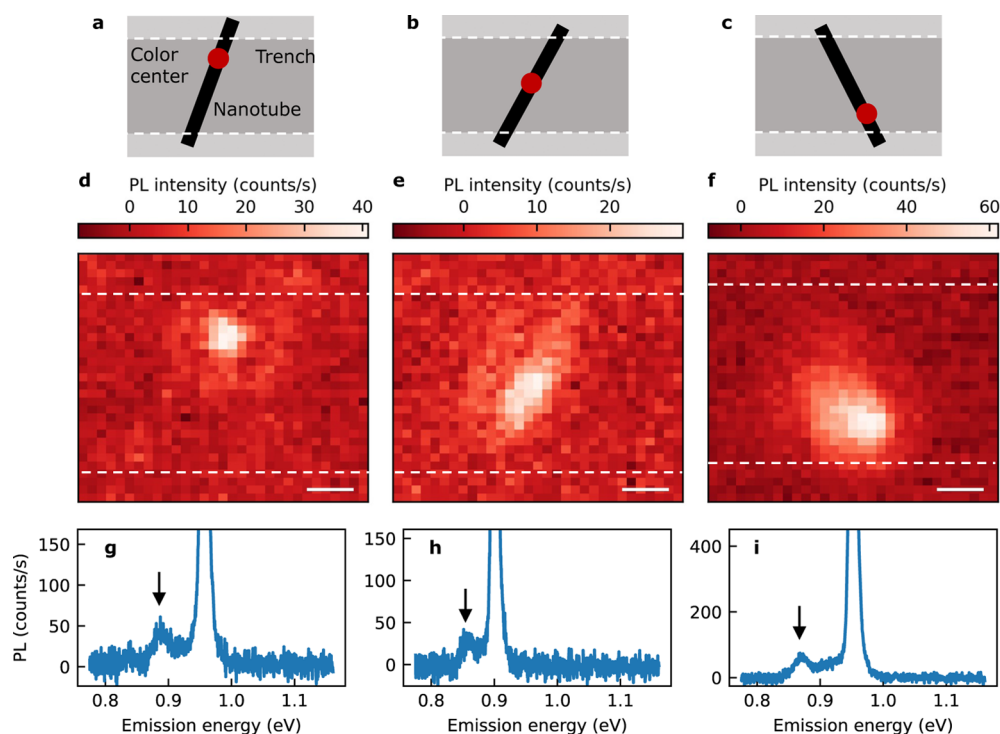 a
b
c
Color
center
Trench
Nanotube
d
PL intensity (counts/s)
0 10 20 30 40
e
PL intensity (counts/s)
0 10 20
f
PL intensity (counts/s)
0 20 40 60
g
PL (counts/s)
150
100
50
0
0.8 0.9 1.0 1.1
Emission energy (eV)
h
150
100
50
0
0.8 0.9 1.0 1.1
Emission energy (eV)
i
400
200
0
0.8 0.9 1.0 1.1
Emission energy (eV)